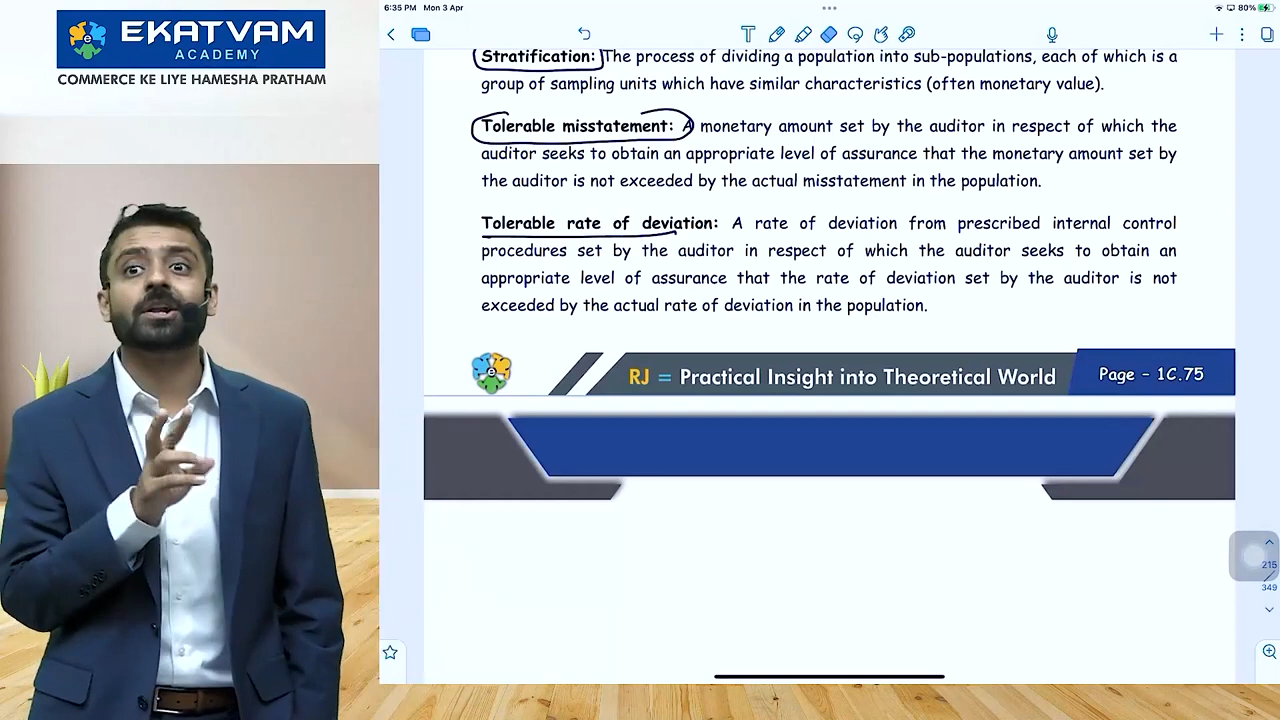 EKATVAM
ACADEMY
COMMERCE KE LIYE HAMESHA PRATHAM
6:35 PM Mon 3 Apr
80%
Stratification: The process of dividing a population into sub-populations, each of which is a
group of sampling units which have similar characteristics (often monetary value).
Tolerable misstatement: A monetary amount set by the auditor in respect of which the
auditor seeks to obtain an appropriate level of assurance that the monetary amount set by
the auditor is not exceeded by the actual misstatement in the population.
Tolerable rate of deviation: A rate of deviation from prescribed internal control
procedures set by the auditor in respect of which the auditor seeks to obtain an
appropriate level of assurance that the rate of deviation set by the auditor is not
exceeded by the actual rate of deviation in the population.
e
RJ = Practical Insight into Theoretical World
Page - 1C.75
215
349